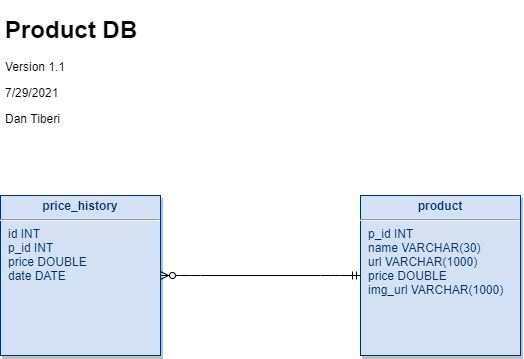 Product DB
Version 1.1
7/29/2021
Dan Tiberi
price_history
id INT
p_id INT
price DOUBLE
date DATE
product
p_id INT
name VARCHAR(30)
url VARCHAR(1000)
price DOUBLE
img_url VARCHAR(1000)